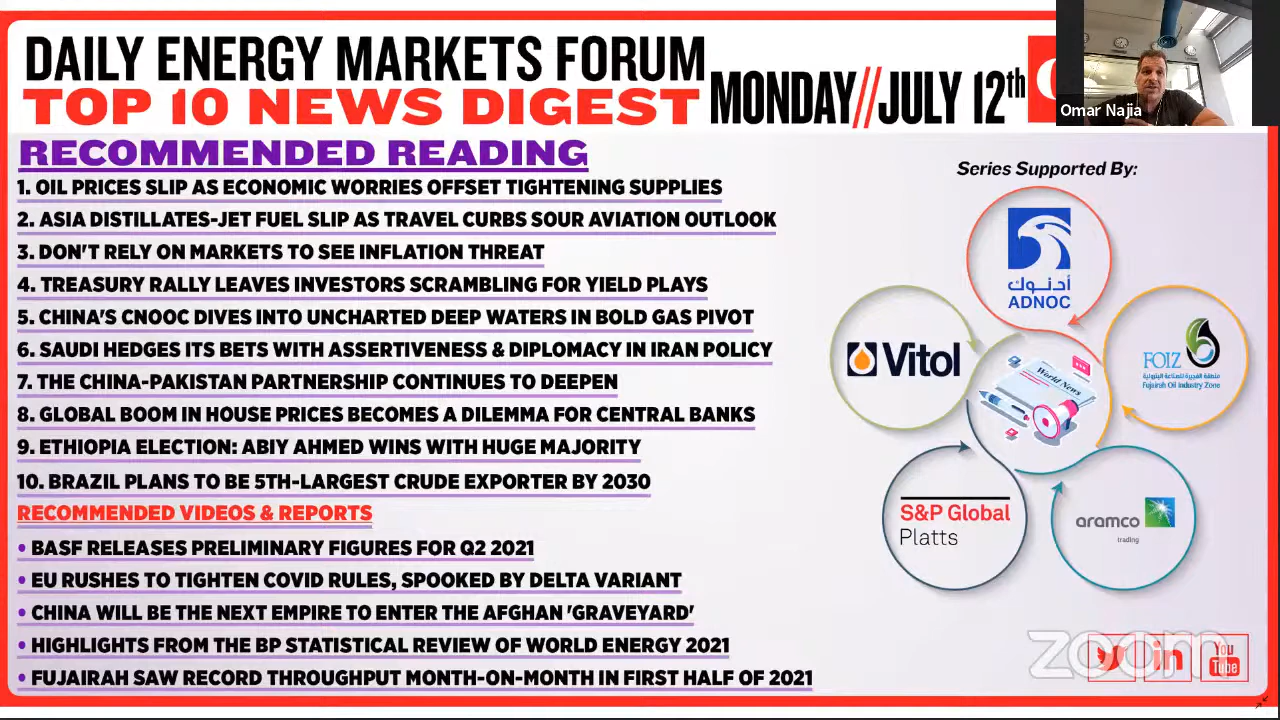 DAILY ENERGY MARKETS FORUM
TOP 10 NEWS DIGEST
MONDAY//JULY 12th
Omar Najia
RECOMMENDED READING
1. OIL PRICES SLIP AS ECONOMIC WORRIES OFFSET TIGHTENING SUPPLIES
2. ASIA DISTILLATES-JET FUEL SLIP AS TRAVEL CURBS SOUR AVIATION OUTLOOK
3. DON'T RELY ON MARKETS TO SEE INFLATION THREAT
4. TREASURY RALLY LEAVES INVESTORS SCRAMBLING FOR YIELD PLAYS
5. CHINA'S CNOOC DIVES INTO UNCHARTED DEEP WATERS IN BOLD GAS PIVOT
6. SAUDI HEDGES ITS BETS WITH ASSERTIVENESS & DIPLOMACY IN IRAN POLICY
7. THE CHINA-PAKISTAN PARTNERSHIP CONTINUES TO DEEPEN
8. GLOBAL BOOM IN HOUSE PRICES BECOMES A DILEMMA FOR CENTRAL BANKS
9. ETHIOPIA ELECTION: ABIY AHMED WINS WITH HUGE MAJORITY
10. BRAZIL PLANS TO BE 5TH-LARGEST CRUDE EXPORTER BY 2030
RECOMMENDED VIDEOS & REPORTS
• BASF RELEASES PRELIMINARY FIGURES FOR Q2 2021
• EU RUSHES TO TIGHTEN COVID RULES, SPOOKED BY DELTA VARIANT
• CHINA WILL BE THE NEXT EMPIRE TO ENTER THE AFGHAN 'GRAVEYARD'
• HIGHLIGHTS FROM THE BP STATISTICAL REVIEW OF WORLD ENERGY 2021
• FUJAIRAH SAW RECORD THROUGHPUT MONTH-ON-MONTH IN FIRST HALF OF 2021
Series Supported By:
أدنوك
ADNOC
Vitol
World News
FOIZ
منطقة الفجيرة للصناعة البترولية
Fujairah Oil Industry Zone
S&P Global
Platts
aramco
trading
zoom
in
You
Tube